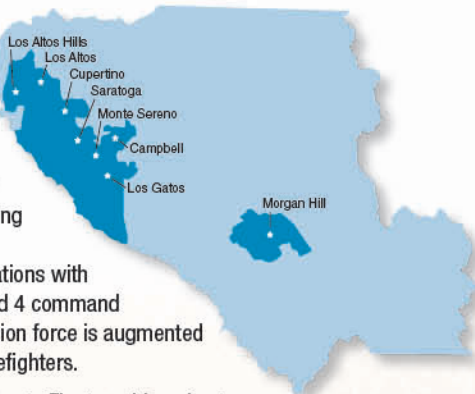 Los Altos Hills
Los Altos
Cupertino
Saratoga
Monte Sereno
Campbell
Los Gatos
Morgan Hill
ng
ations with
d 4 command
ion force is augmented
efighters.